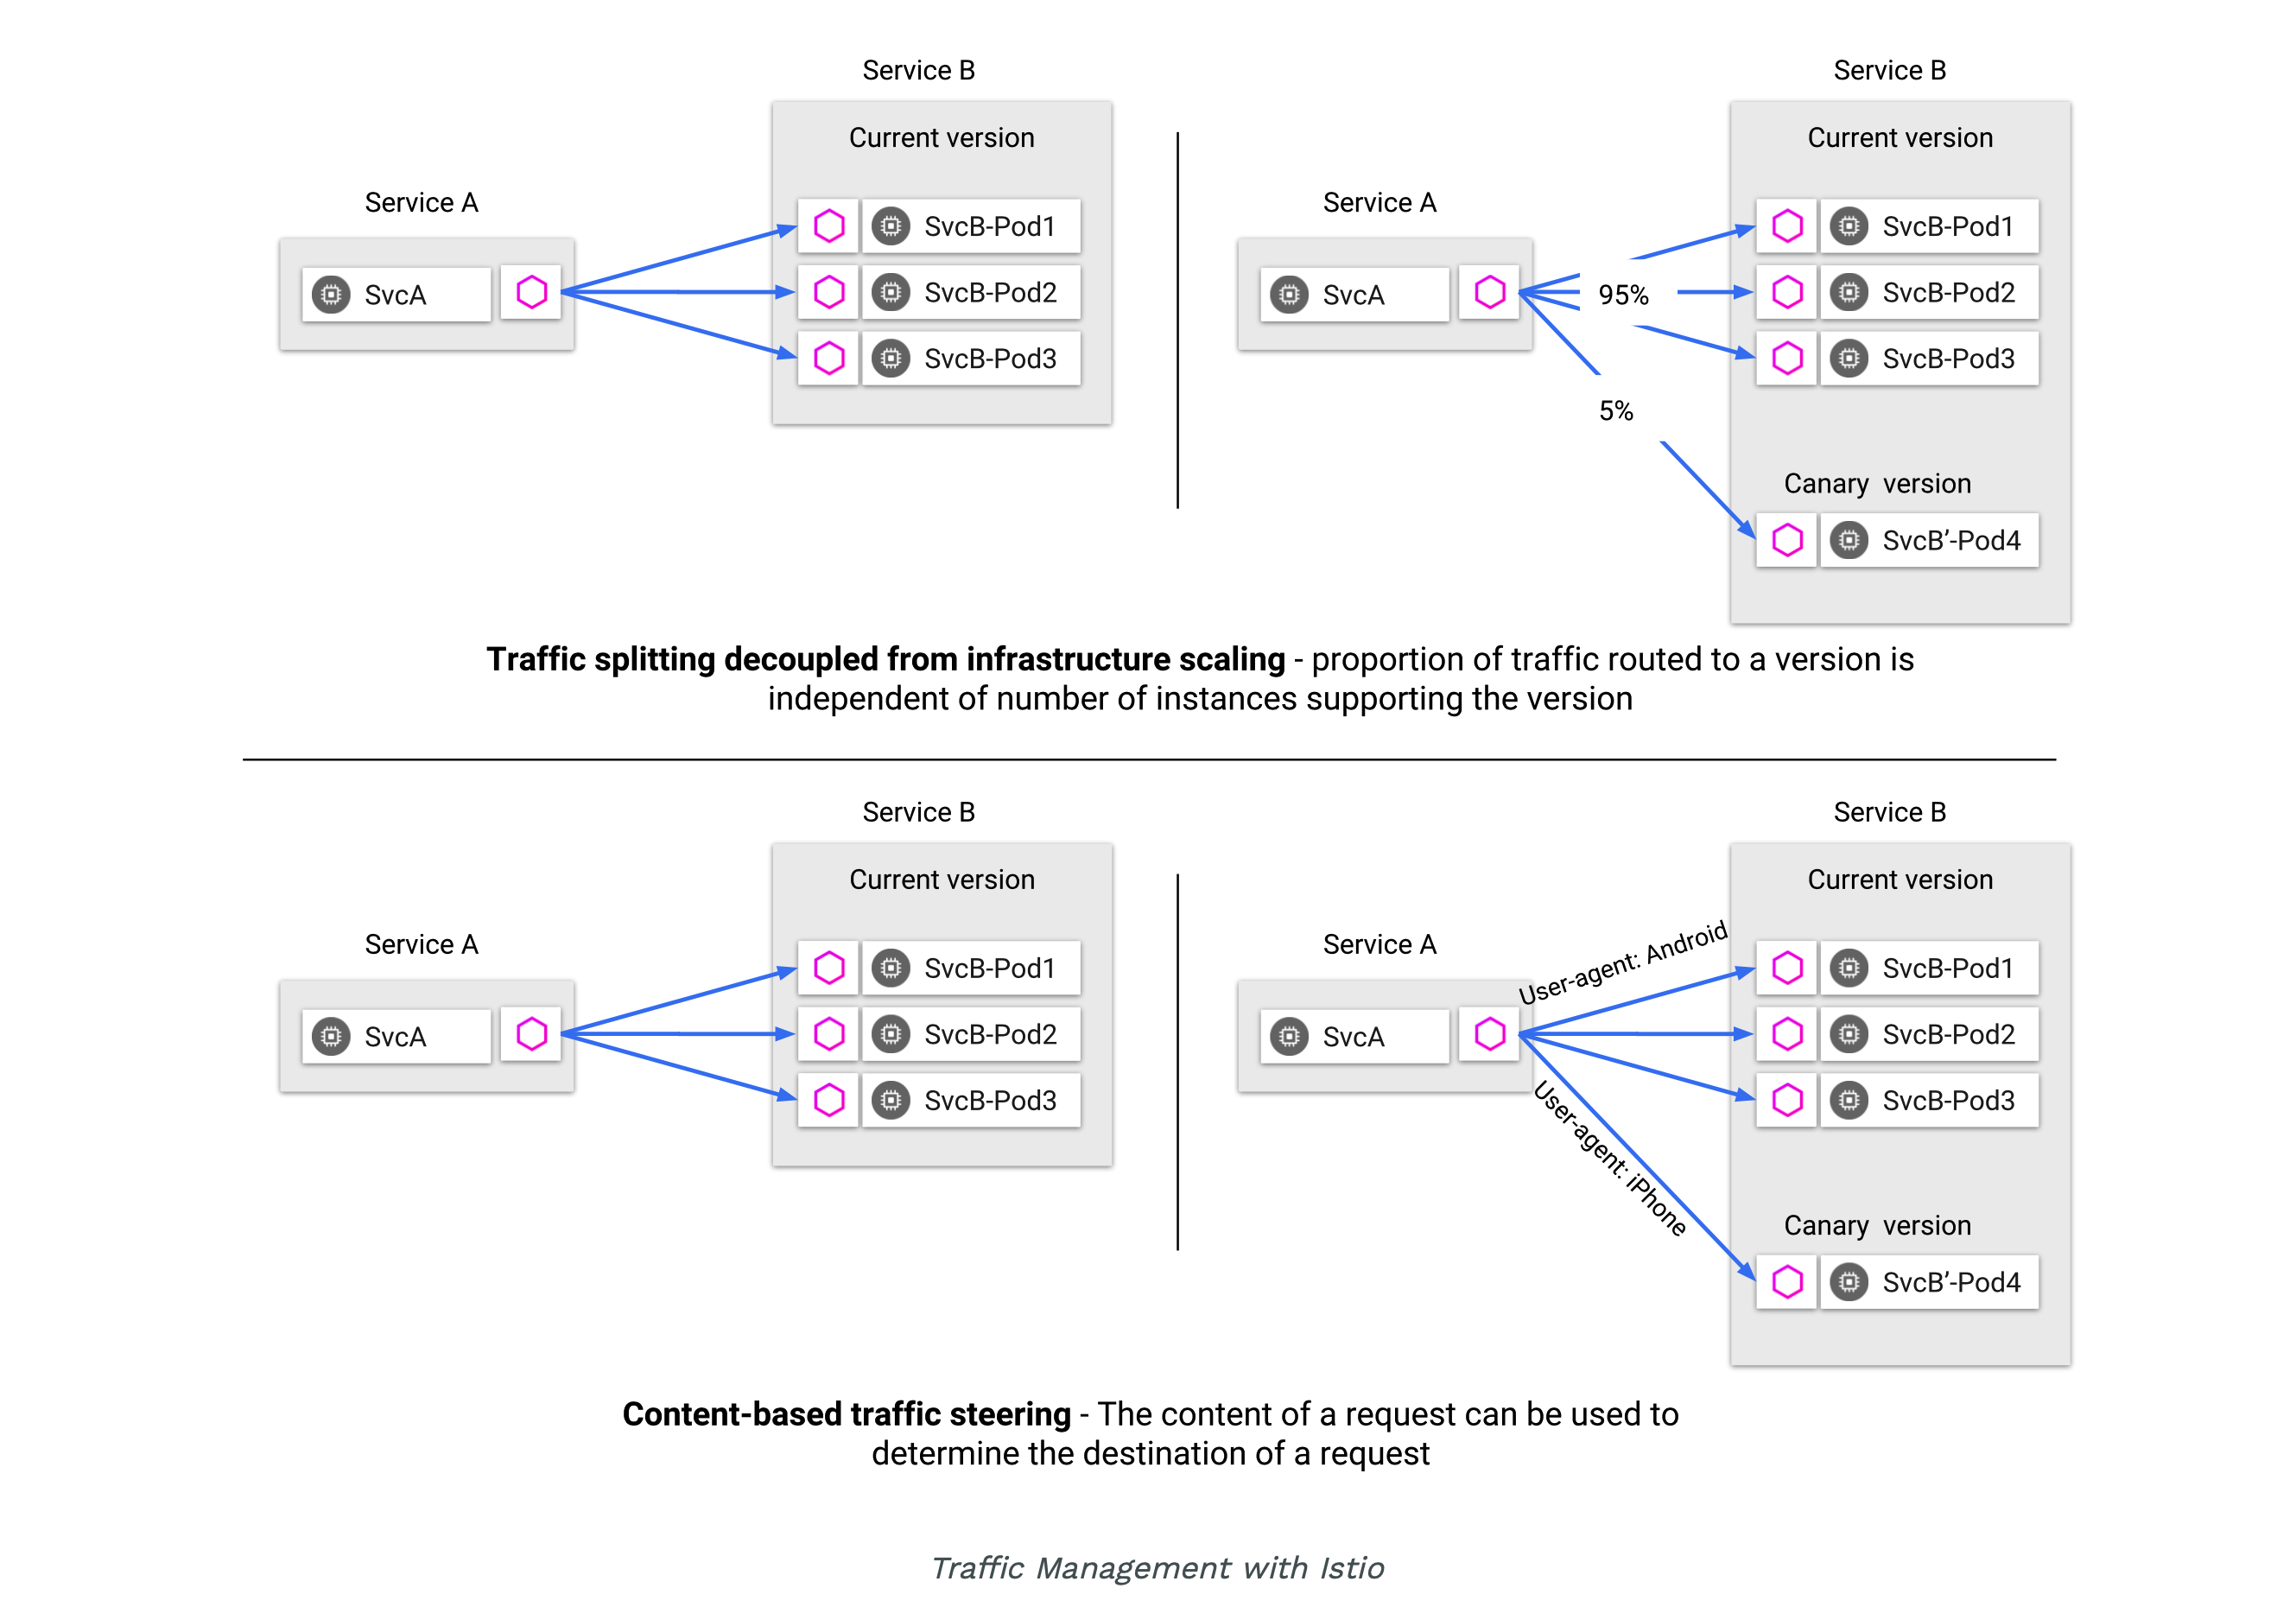 Service B
Current version
Service A
SvcA
SvcB-Pod1
SvcB-Pod2
SvcB-Pod3
Service B
Current version
Service A
SvcA
95%
5%
SvcB-Pod1
SvcB-Pod2
SvcB-Pod3
Canary version
SvcB’-Pod4
Traffic splitting decoupled from infrastructure scaling - proportion of traffic routed to a version is
independent of number of instances supporting the version
Service B
Current version
Service A
SvcA
SvcB-Pod1
SvcB-Pod2
SvcB-Pod3
Service B
Current version
Service A
SvcA
User-agent: Android
User-agent: iPhone
SvcB-Pod1
SvcB-Pod2
SvcB-Pod3
Canary version
SvcB’-Pod4
Content-based traffic steering - The content of a request can be used to
determine the destination of a request
Traffic Management with Istio